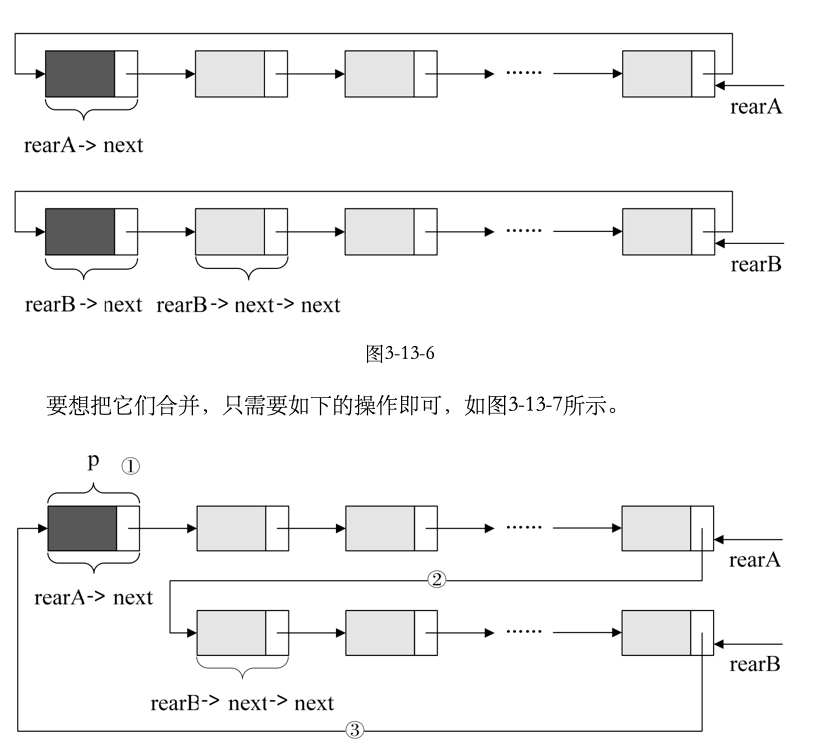 ……
rearA
rearA-> next
……
rearB
rearB-> next rearB-> next-> next
图3-13-6
要想把它们合并，只需要如下的操作即可，如图3-13-7所示。
p ①
……
rearA
②
rearA-> next
……
rearB
rearB-> next-> next
③